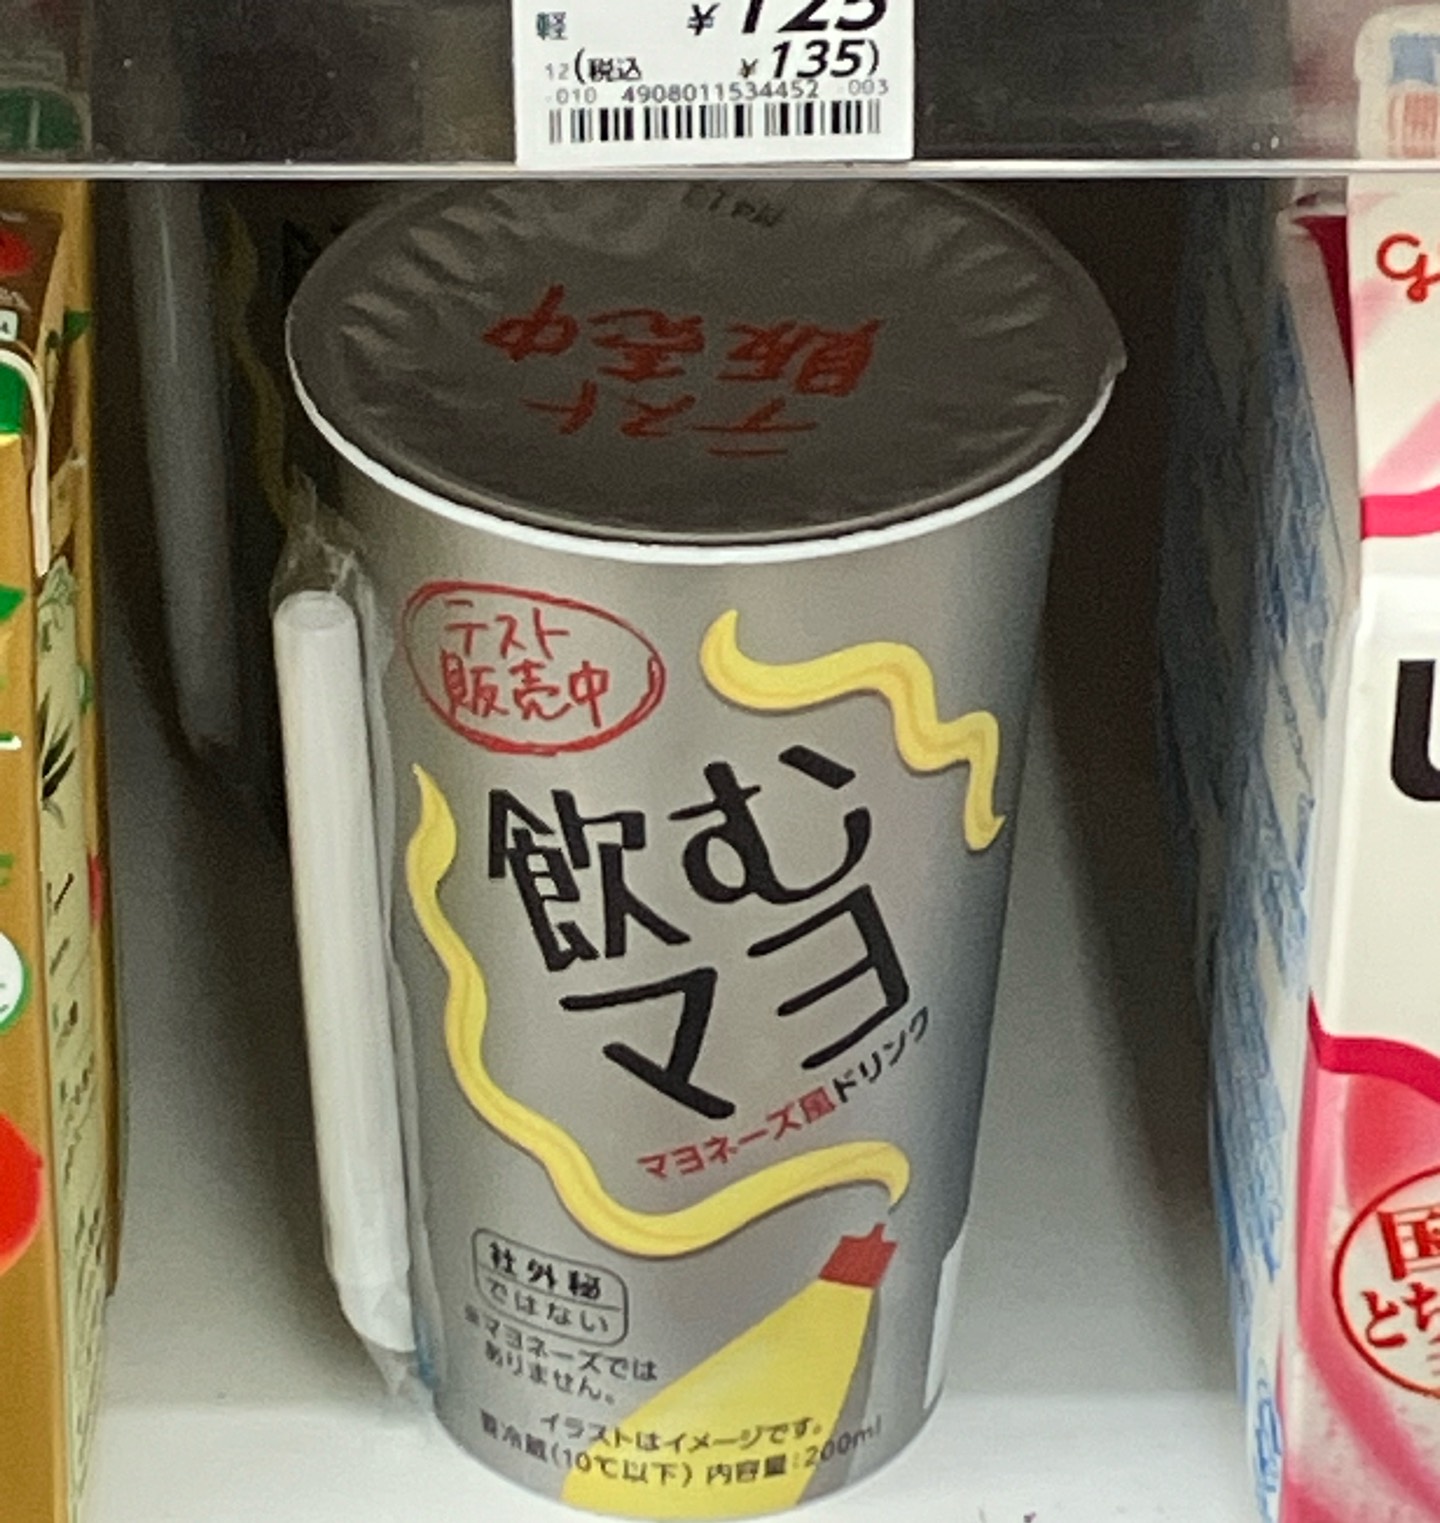 ¥125
12(税込 ¥135)
010 4908011534452 003
テスト
販売中
テスト
販売中
飲む
マヨ
マヨネーズ風ドリンク
社外秘
ではない
※マヨネーズでは
ありません。
イラストはイメージです。
要冷蔵(10℃以下) 内容量:200ml
国
とち